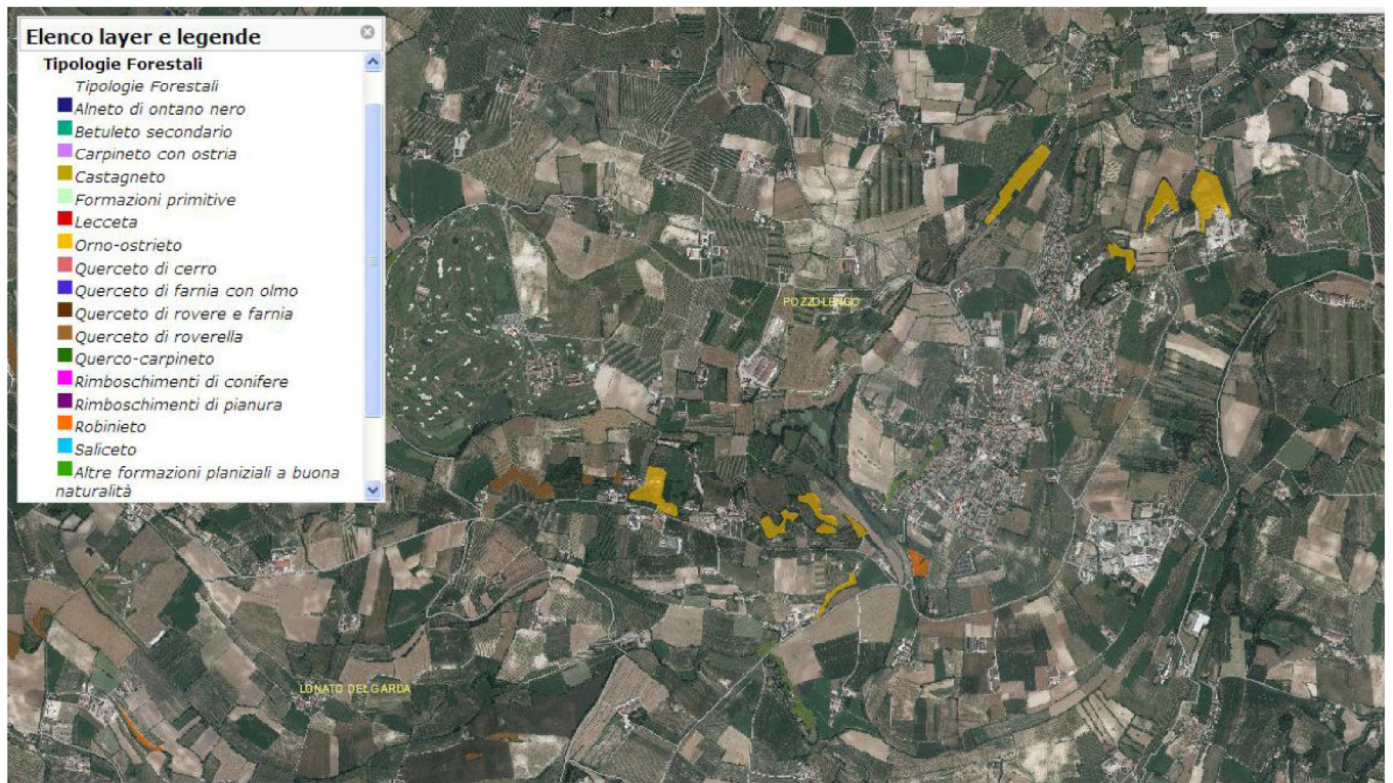 Elenco layer e legende
Tipologie Forestali
Tipologie Forestali
Alneto di ontano nero
Betuleto secondario
Carpineto con ostria
Castagneto
Formazioni primitive
Lecceta
Orno-ostrieto
Querceto di cerro
Querceto di farnia con olmo
Querceto di rovere e farnia
Querceto di roverella
Querco-carpineto
Rimboschimenti di conifere
Rimboschimenti di pianura
Robinieto
Saliceto
Altre formazioni planiziali a buona
naturalità
POZZOLENGO
LONATO DEL GARDA